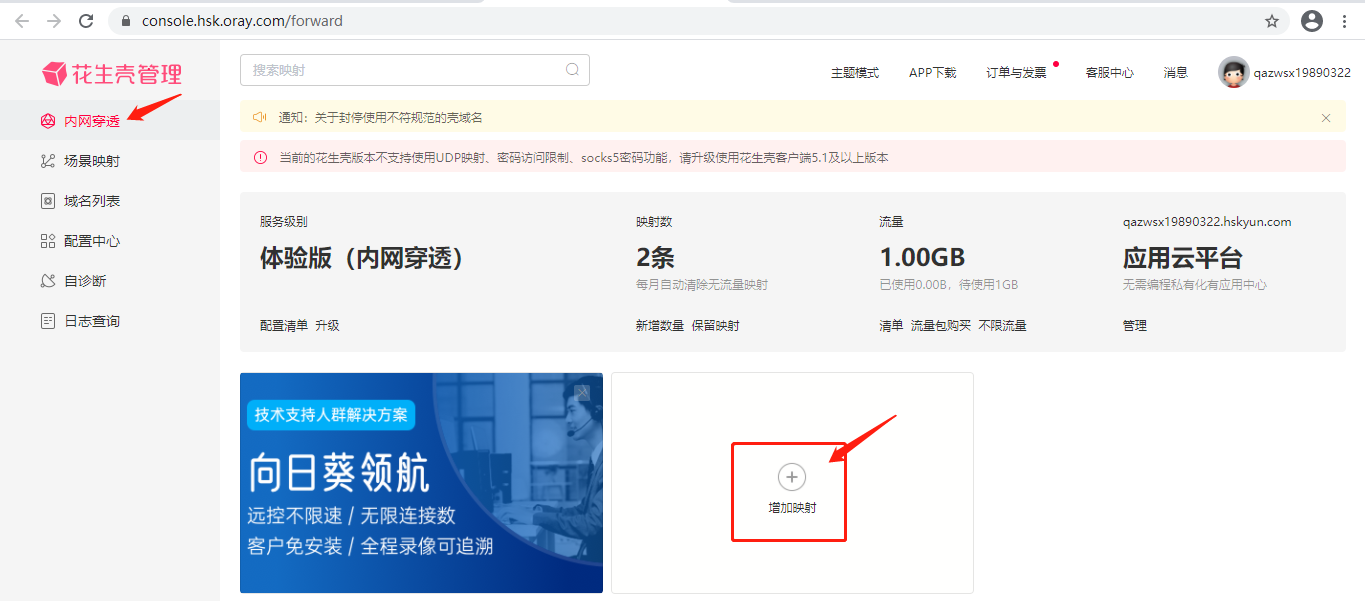 console.hsk.oray.com/forward
花生壳管理
搜索映射
主题模式 APP下载 订单与发票 客服中心 消息 qazwsx19890322
内网穿透
场景映射
域名列表
配置中心
自诊断
日志查询
通知：关于封停使用不符规范的壳域名
当前的花生壳版本不支持使用UDP映射、密码访问限制、socks5密码功能，请升级使用花生壳客户端5.1及以上版本
服务级别
体验版（内网穿透）
配置清单 升级
映射数
2条
每月自动清除无流量映射
新增数量 保留映射
流量
1.00GB
已使用0.00B，待使用1GB
清单 流量包购买 不限流量
qazwsx19890322.hskyun.com
应用云平台
无需编程私有化有应用中心
管理
技术支持人群解决方案
向日葵领航
远控不限速 / 无限连接数
客户免安装 / 全程录像可追溯
增加映射